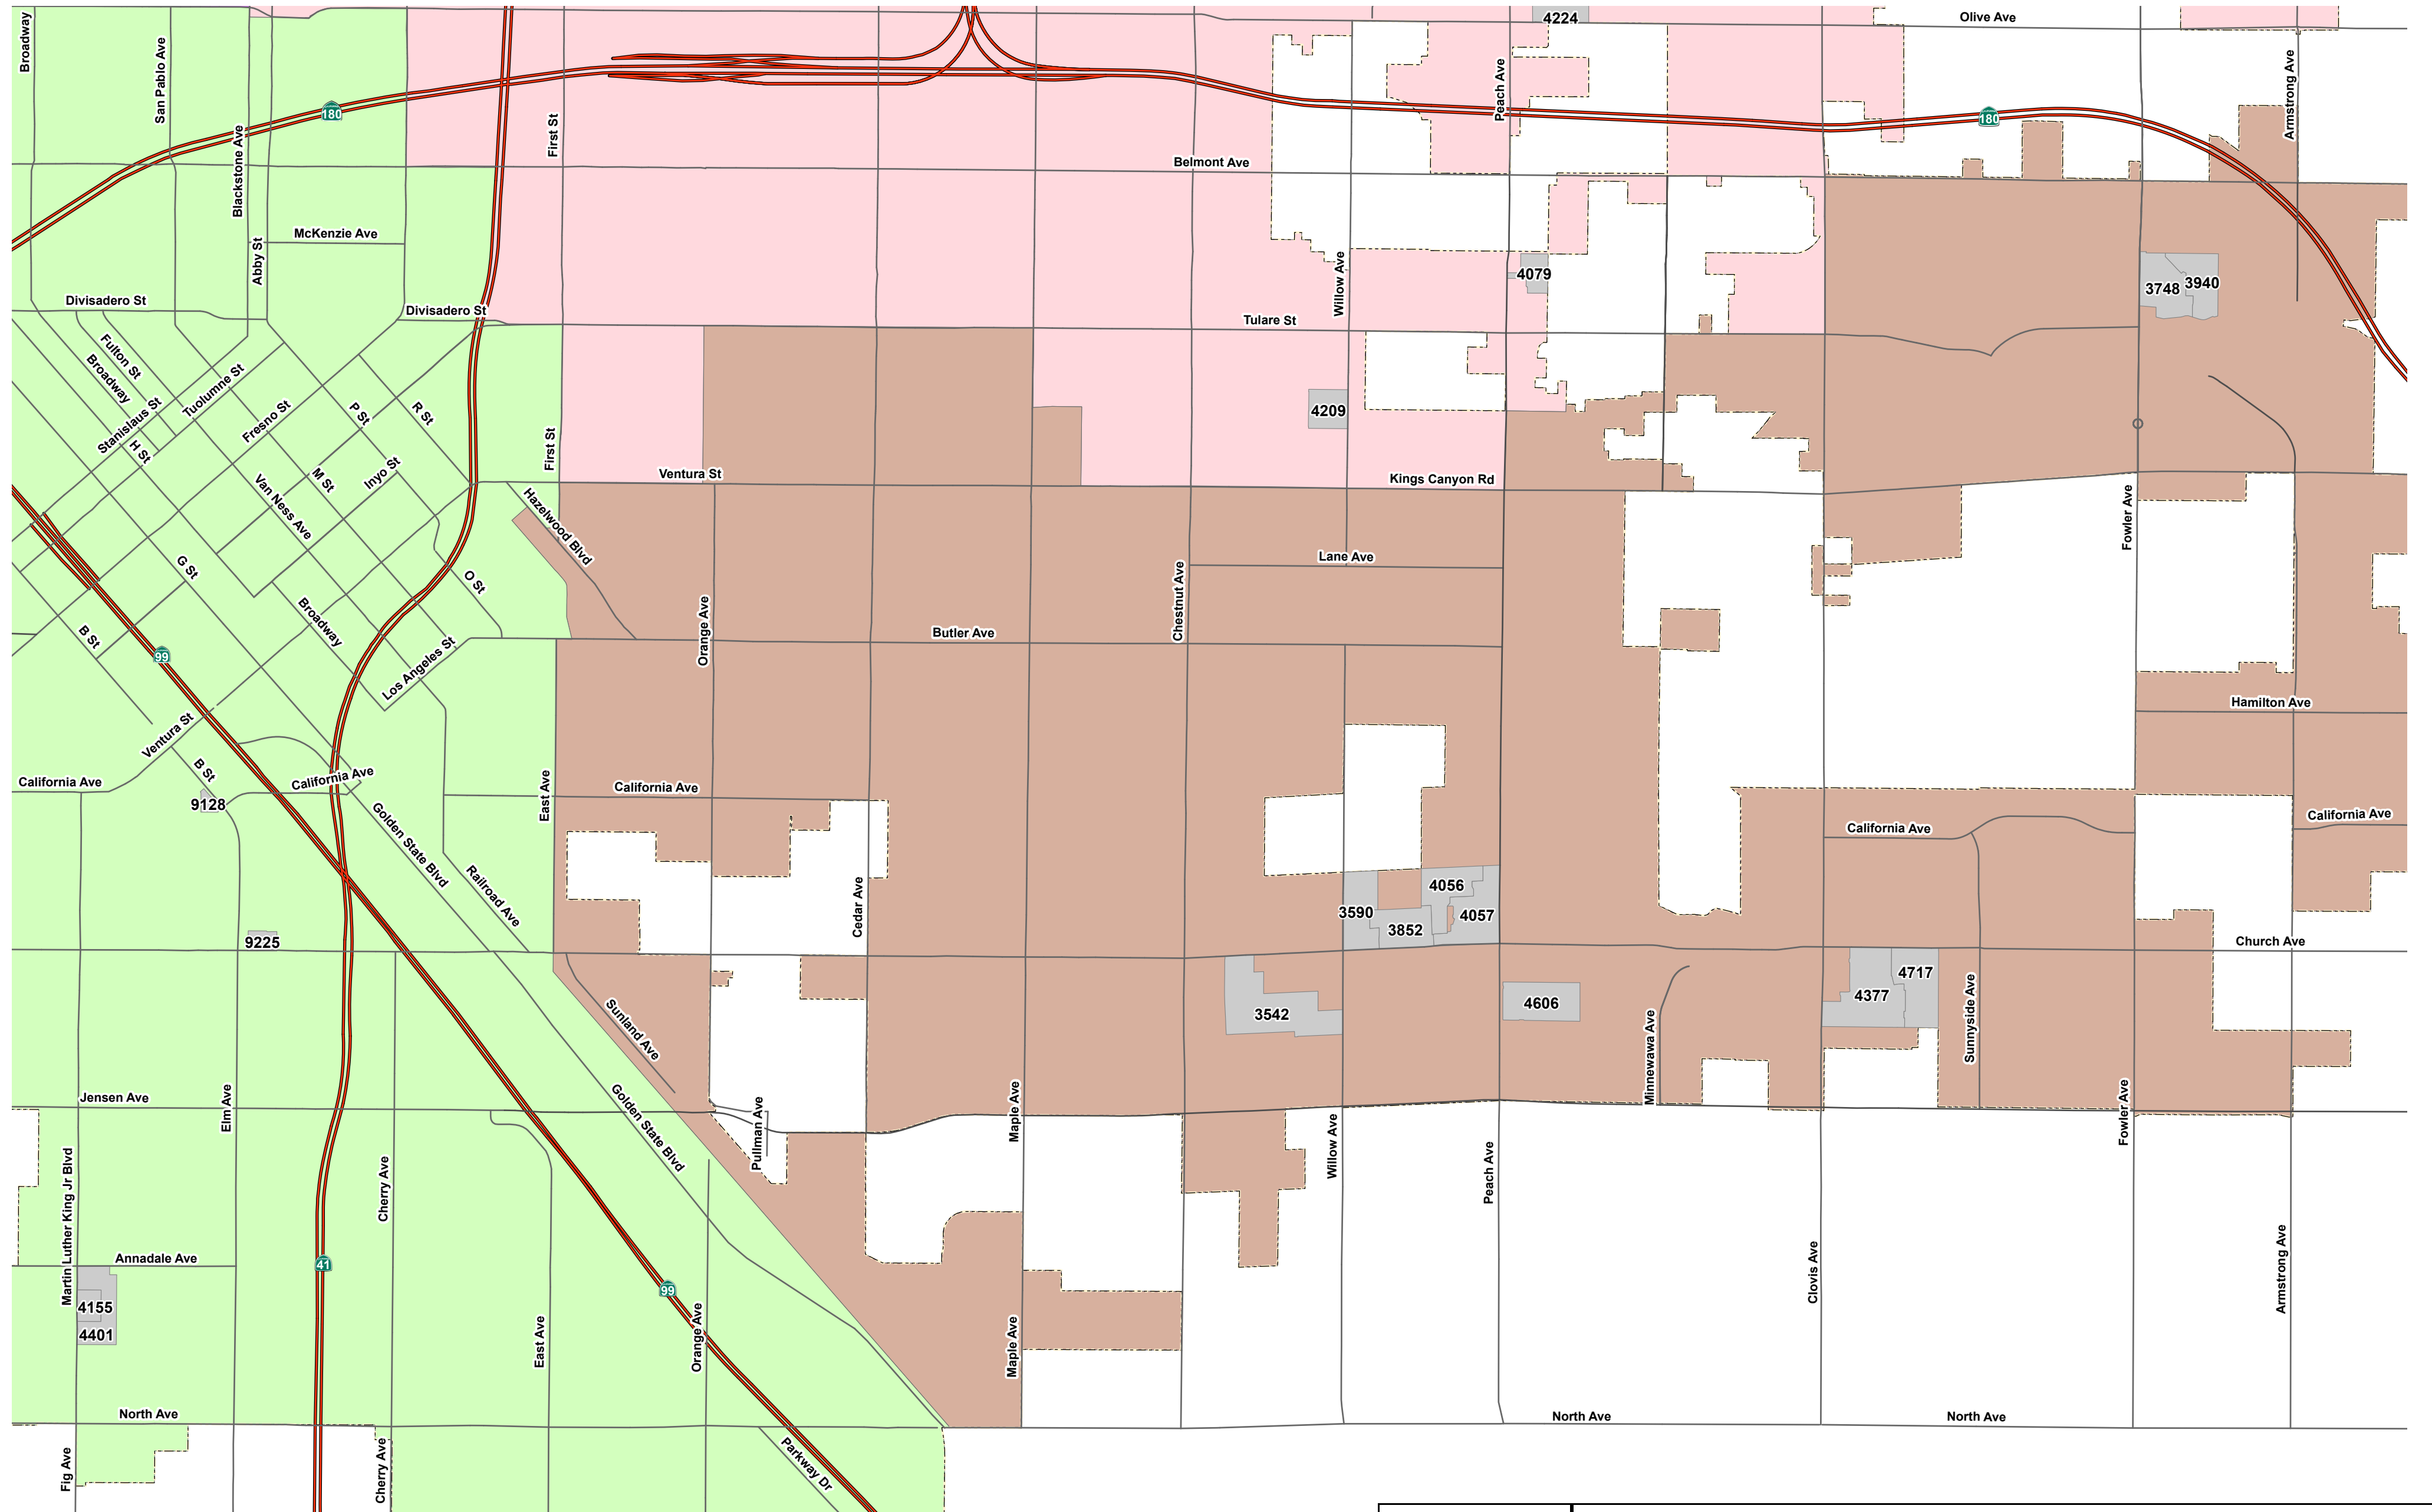 4224
Olive Ave
Broadway
San Pablo Ave
Blackstone Ave
180
First St
Peach Ave
180
Armstrong Ave
Belmont Ave
McKenzie Ave
Abby St
Willow Ave
4079
3748
3940
Divisadero St
Divisadero St
Tulare St
Fulton St
Broadway
Tuolumne St
Stanislaus St
Fresno St
P St
R St
4209
H St
First St
M St
Inyo St
Van Ness Ave
Ventura St
Kings Canyon Rd
Hazelwood Blvd
Fowler Ave
G St
O St
Lane Ave
Chestnut Ave
Orange Ave
Broadway
B St
99
Los Angeles St
Butler Ave
Hamilton Ave
Ventura St
B St
California Ave
California Ave
9128
East Ave
California Ave
Golden State Blvd
California Ave
California Ave
Railroad Ave
Cedar Ave
4056
3590
4057
3852
9225
Church Ave
4717
4377
3542
4606
Sunland Ave
Minnewawa Ave
Sunnyside Ave
Jensen Ave
Elm Ave
Golden State Blvd
Pullman Ave
Maple Ave
Willow Ave
Peach Ave
Fowler Ave
Martin Luther King Jr Blvd
Cherry Ave
Annadale Ave
41
99
Clovis Ave
Armstrong Ave
4155
4401
East Ave
Orange Ave
Maple Ave
North Ave
North Ave
North Ave
Fig Ave
Cherry Ave
Parkway Dr